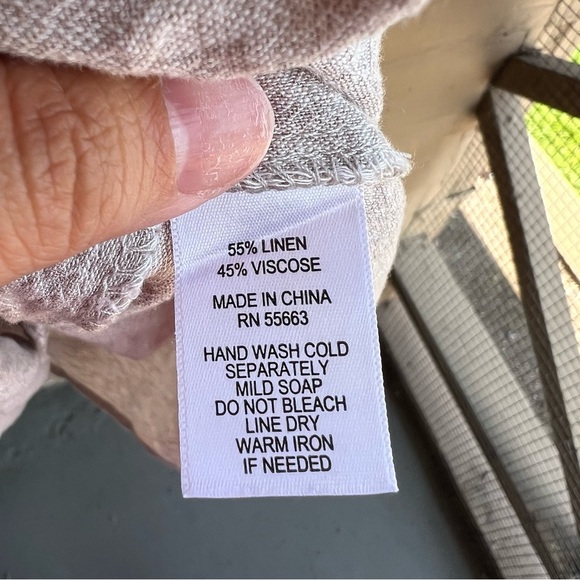 55% LINEN
45% VISCOSE
MADE IN CHINA
RN 55663
HAND WASH COLD
SEPARATELY
MILD SOAP
DO NOT BLEACH
LINE DRY
WARM IRON
IF NEEDED